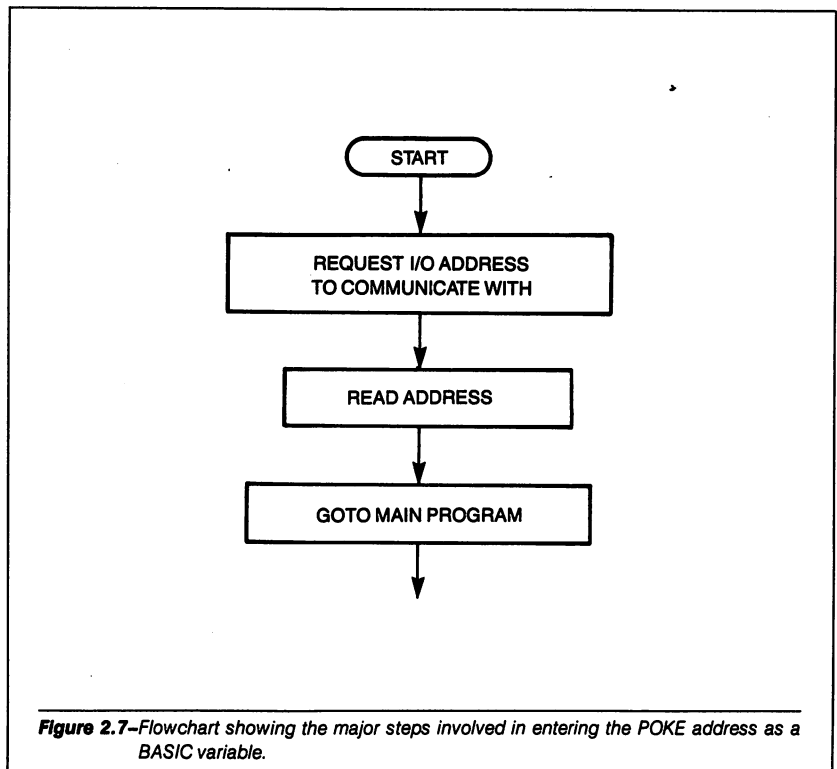 START
REQUEST I/O ADDRESS
TO COMMUNICATE WITH
READ ADDRESS
GOTO MAIN PROGRAM
Figure 2.7–Flowchart showing the major steps involved in entering the POKE address as a
BASIC variable.